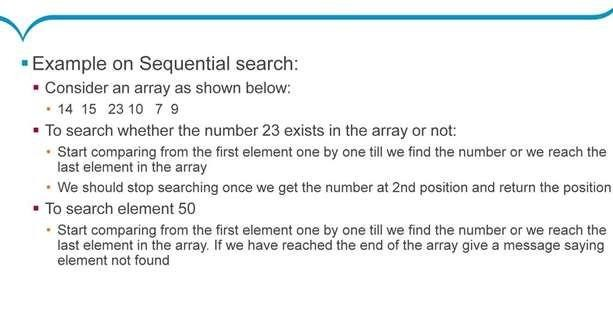 Example on Sequential search:
Consider an array as shown below:
14 15 23 10 7 9
To search whether the number 23 exists in the array or not:
Start comparing from the first element one by one till we find the number or we reach the
last element in the array
We should stop searching once we get the number at 2nd position and return the position
To search element 50
Start comparing from the first element one by one till we find the number or we reach the
last element in the array. If we have reached the end of the array give a message saying
element not found